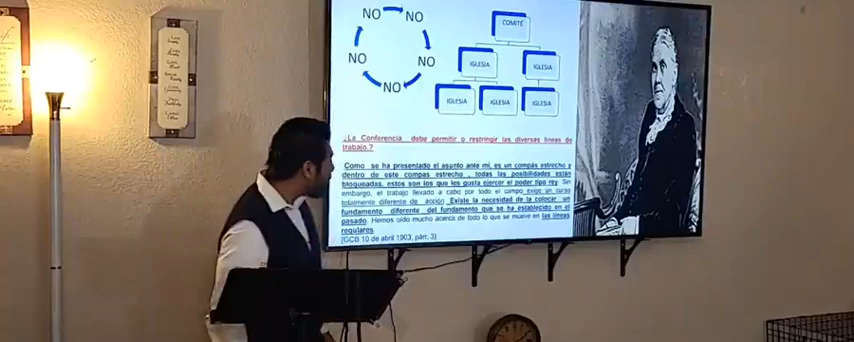 NO NO
NO NO
NO
COMITÉ
IGLESIA IGLESIA
IGLESIA IGLESIA IGLESIA
¿La Conferencia debe permitir o restringir las diversas lineas de
trabajo.?
Como se ha presentado el asunto ante mí, es un compás estrecho y
dentro de este compas estrecho , todas las posibilidades están
bloqueadas, estos son los que les gusta ejercer el poder tipo rey. Sin
embargo, el trabajo llevado a cabo por todo el campo exige un curso
totalmente diferente de acción. Existe la necesidad de la colocar un
fundamento diferente del fundamento que se ha establecido en el
pasado. Hemos oído mucho acerca de todo lo que se mueve en las líneas
regulares.
{GCB 10 de abril 1903, párr. 3}